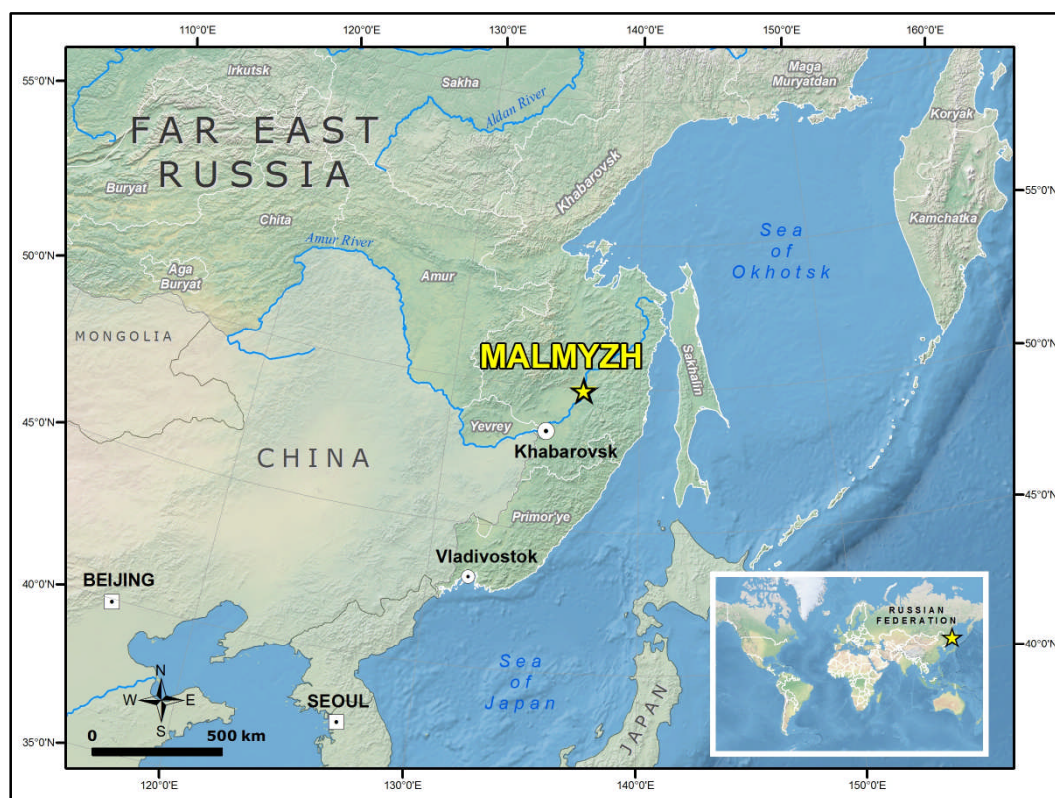 110°0'E 120°0'E 130°0'E 140°0'E 150°0'E 160°0'E
55°0'N
50°0'N
45°0'N
40°0'N
35°0'N
55°0'N
50°0'N
45°0'N
40°0'N
120°0'E 130°0'E 140°0'E 150°0'E
FAR EAST
RUSSIA
Irkutsk
Sakha
Aldan River
Maga
Muryatdan
Koryak
Khabarovsk
Buryat
Chita
Kamchatka
Amur River
Sea
of
Okhotsk
Aga
Buryat
Amur
MONGOLIA
MALMYZH
Sakhalin
Yevrey
Khabarovsk
CHINA
Primor'ye
Vladivostok
BEIJING
Sea
of
Japan
SEOUL
JAPAN
N
W E
S
0 500 km
RUSSIAN
FEDERATION